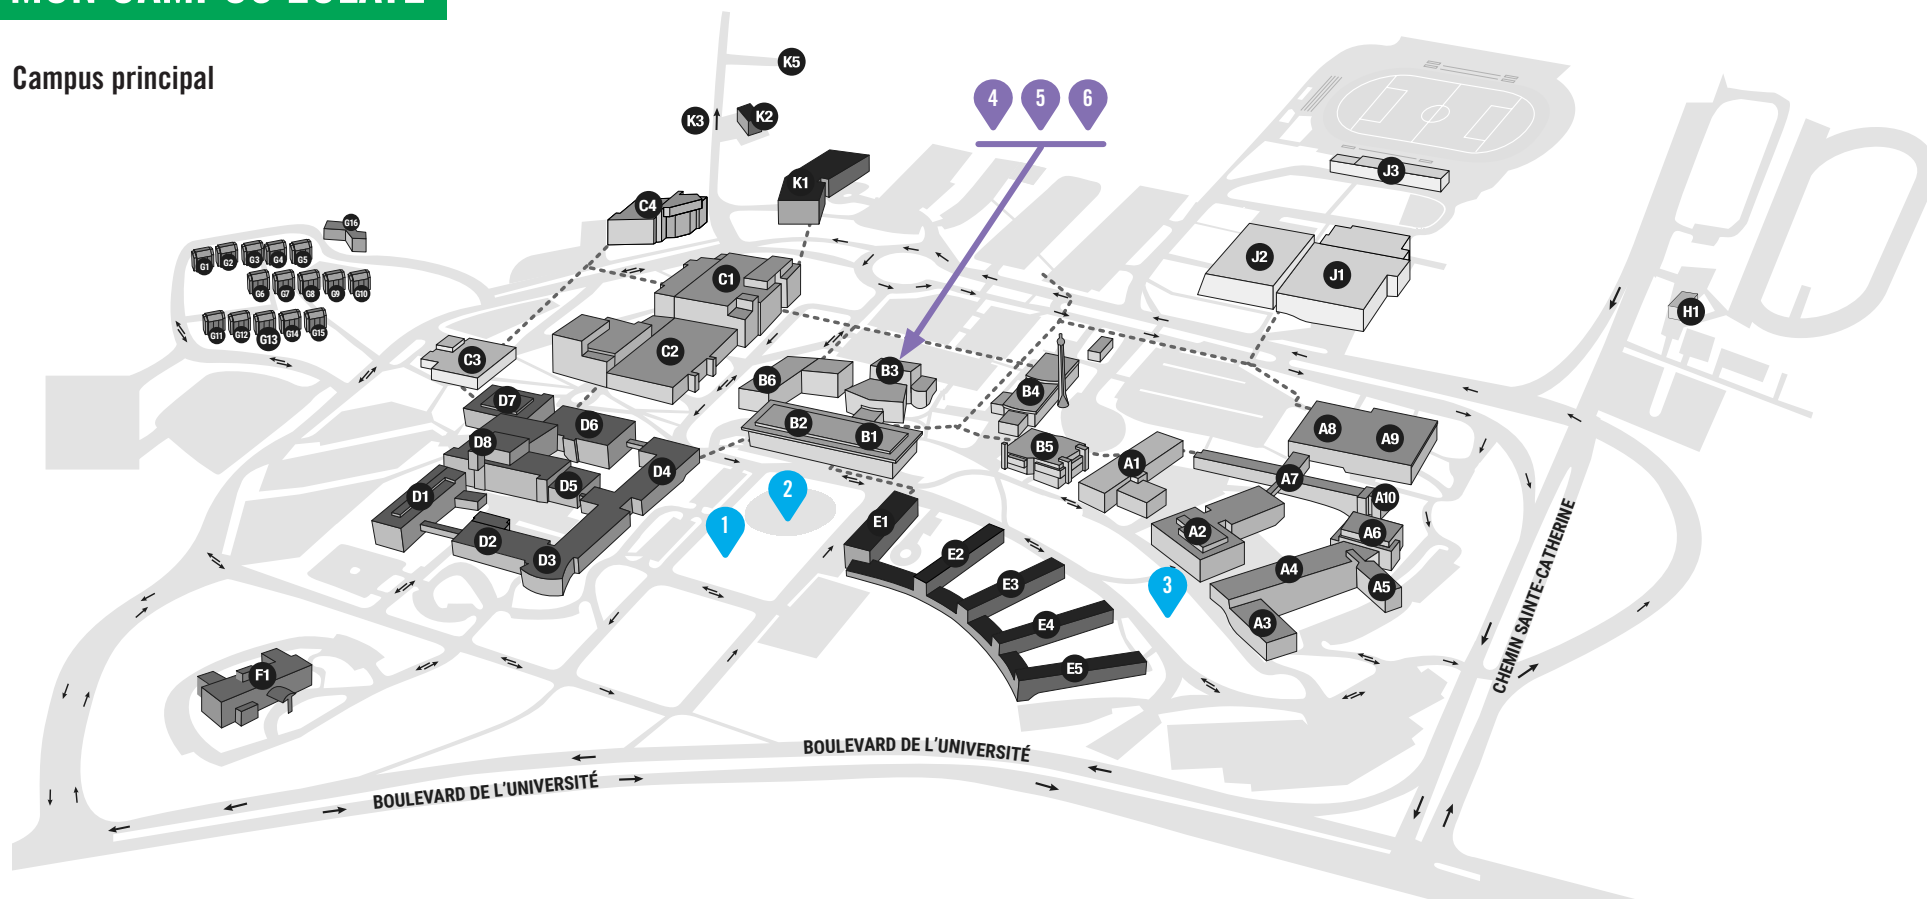 MON CAMPUS ÉCLATÉ
Campus principal
K5
K3
K2
4 5 6
K1
J3
C4
G16
G1 G2 G3 G4 G5
G6 G7 G8 G9 G10
G11 G12 G13 G14 G15
C1
J2
J1
H1
C3
C2
B6
B3
B4
D7
D6
D8
B2
B1
B5
A8
A9
D4
D5
D1
A1
A7
A10
2
1
E1
A2
A6
D2
D3
E2
E3
A4
A5
3
E4
A3
E5
F1
CHEMIN SAINTE-CATHERINE
BOULEVARD DE L'UNIVERSITÉ
BOULEVARD DE L'UNIVERSITÉ